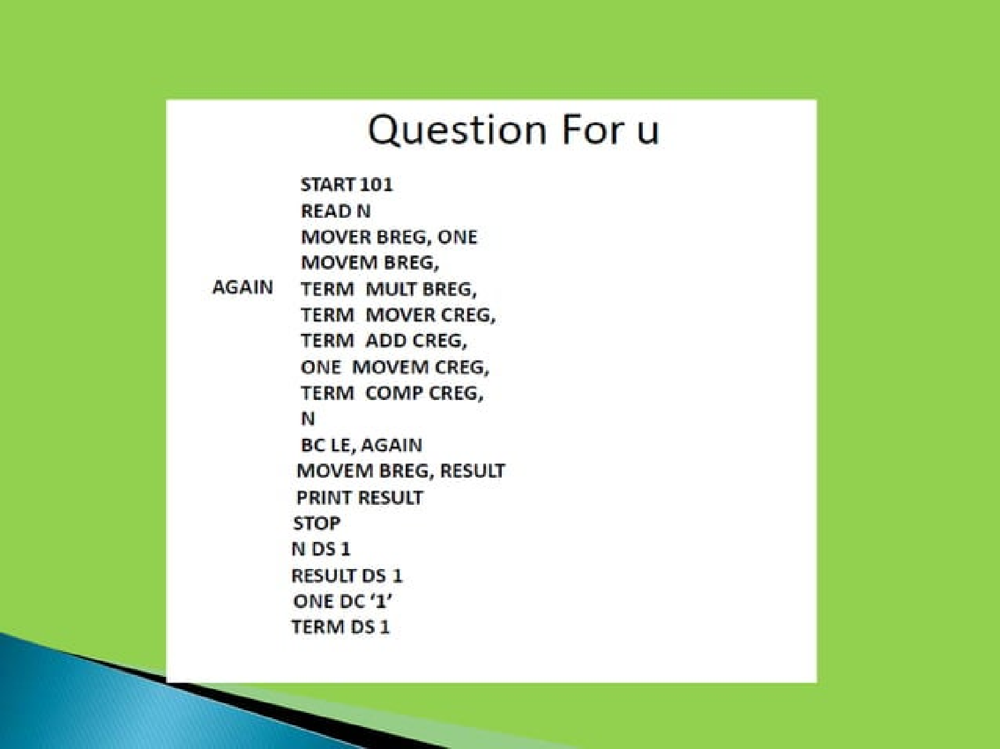 Question For u
START 101
READ N
MOVER BREG, ONE
MOVEM BREG,
AGAIN TERM MULT BREG,
TERM MOVER CREG,
TERM ADD CREG,
ONE MOVEM CREG,
TERM COMP CREG,
N
BC LE, AGAIN
MOVEM BREG, RESULT
PRINT RESULT
STOP
N DS 1
RESULT DS 1
ONE DC ‘1’
TERM DS 1